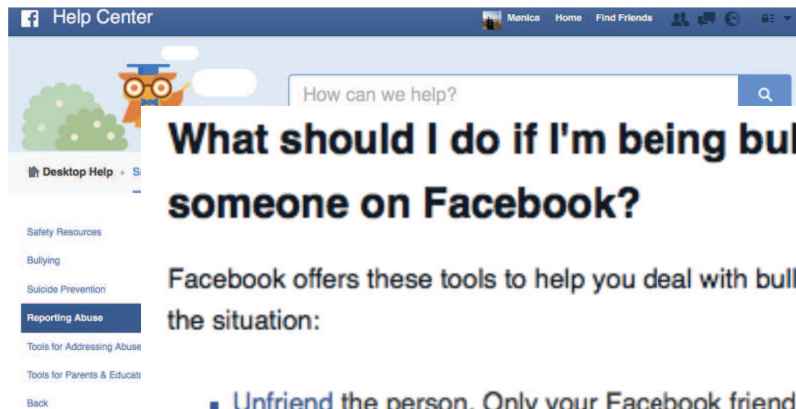 f Help Center
Mønica Home Find Friends
How can we help?
Desktop Help
What should I do if I'm being bul
someone on Facebook?
Safety Resources
Bullying
Suicide Prevention
Reporting Abuse
Tools for Addressing Abuse
Tools for Parents & Educato
Back
Facebook offers these tools to help you deal with bull
the situation:
Unfriend the person. Only your Facebook friend